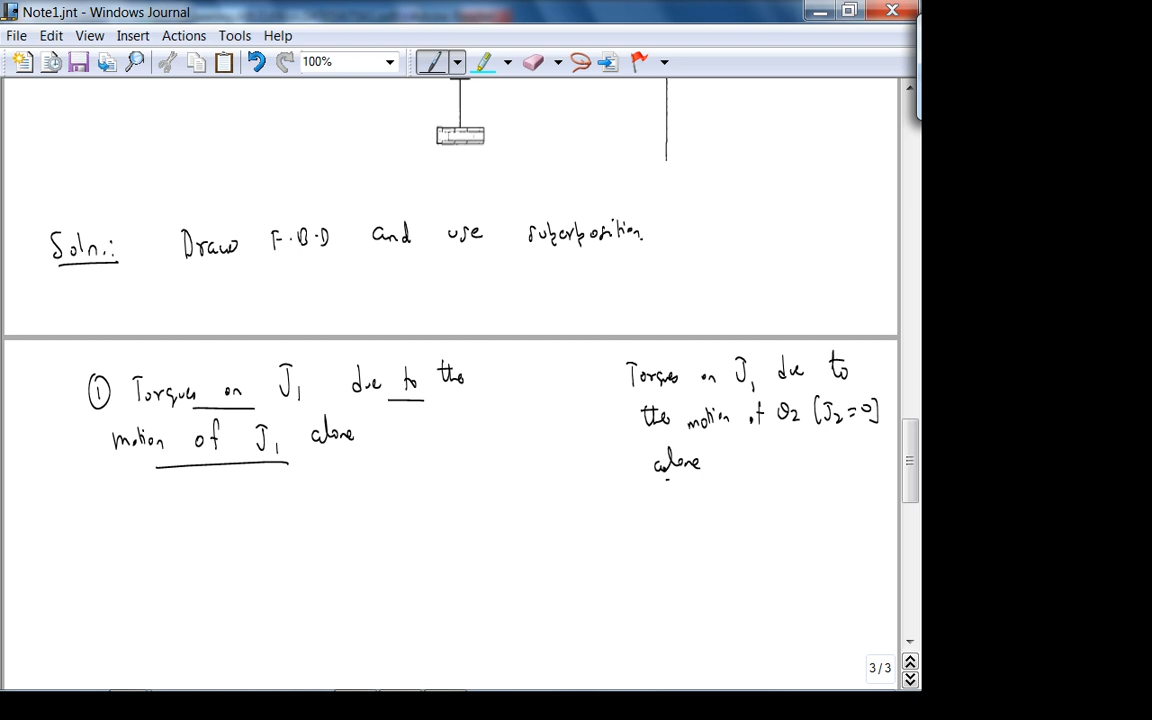 Note1.jnt - Windows Journal
File Edit View Insert Actions Tools Help
100%
Soln.: Draw F.B.D and use superposition.
① Torques on J1 due to the
motion of J1 alone
Torques on J1 due to
the motion of θ2 [J2=0]
alone
3/3